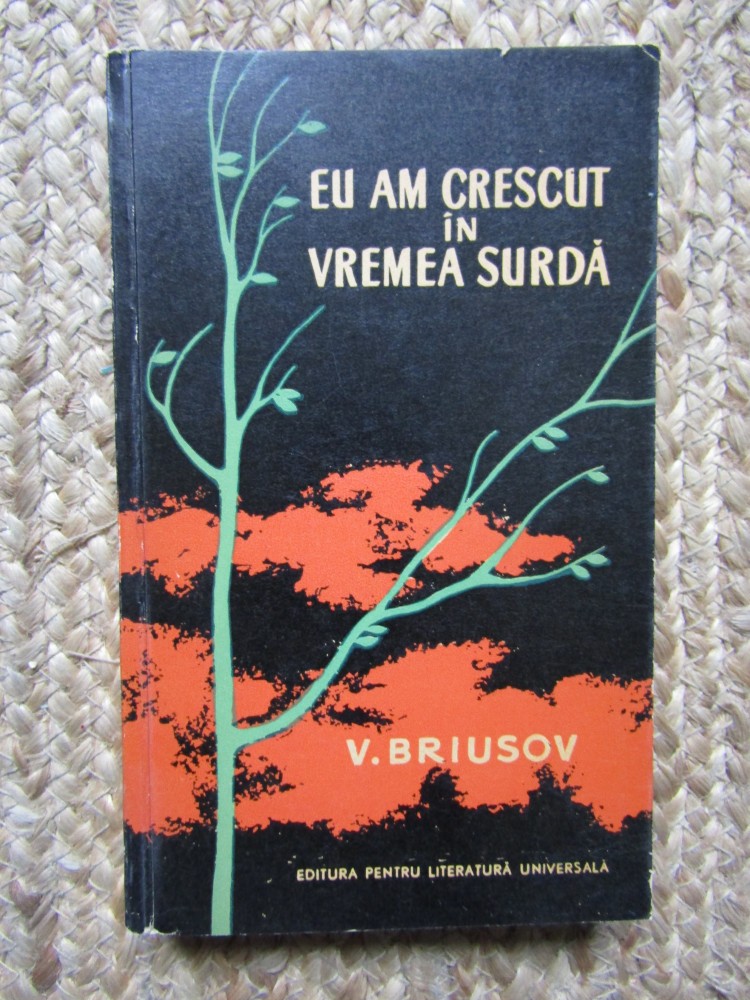 EU AM CRESCUT
ÎN
VREMEA SURDĂ
V. BRIUSOV
EDITURA PENTRU LITERATURĂ UNIVERSALĂ